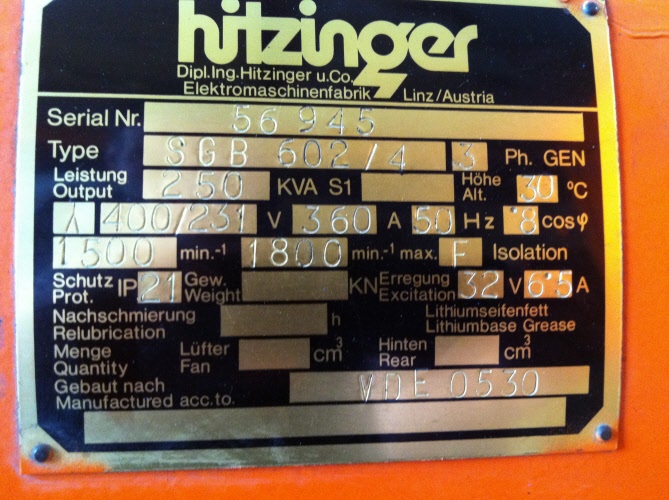 hitzinger
Dipl.Ing.Hitzinger u.Co.
Elektromaschinenfabrik Linz/Austria
Serial Nr. 56945
Type SGB 602/4 3 Ph. GEN
Leistung Output 250 KVA S1 Höhe Alt. 30 °C
λ 400/231 V 360 A 50 Hz '8 cosφ
1500 min.-¹ 1800 min.-¹ max. F Isolation
Schutz Prot. IP 21 Gew. Weight KN Erregung Excitation 32 V 6'5 A
Nachschmierung Relubrication h Lithiumseifenfett Lithiumbase Grease
Menge Quantity Lüfter Fan cm³ Hinten Rear cm³
Gebaut nach
Manufactured acc.to. VDE 0530